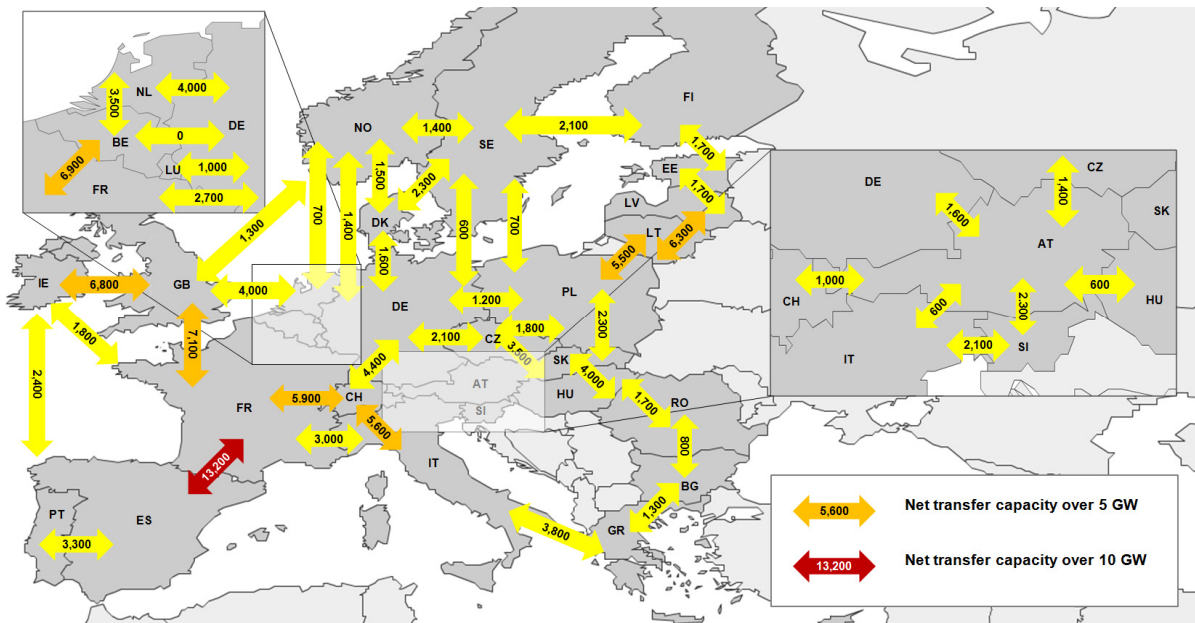 NL
4,000
3,500
DE
BE
0
LU
1,000
6,900
FR
2,700
NO
1,400
SE
2,100
FI
1,700
EE
1,700
LV
LT
6,300
5,500
1,500
2,300
DK
1,600
700
1,400
600
700
1,300
IE
6,800
GB
4,000
7,100
1,800
2,400
DE
1.200
PL
2,100
CZ
1,800
3,500
2,300
SK
4,000
HU
1,700
RO
800
BG
1,300
GR
AT
SI
4,400
CH
FR
5.900
5,600
3,000
IT
3,800
13,200
PT
ES
3,300
DE
CZ
1,400
SK
1,600
AT
CH
1,000
600
HU
600
2,300
2,100
SI
IT
5,600 Net transfer capacity over 5 GW
13,200 Net transfer capacity over 10 GW